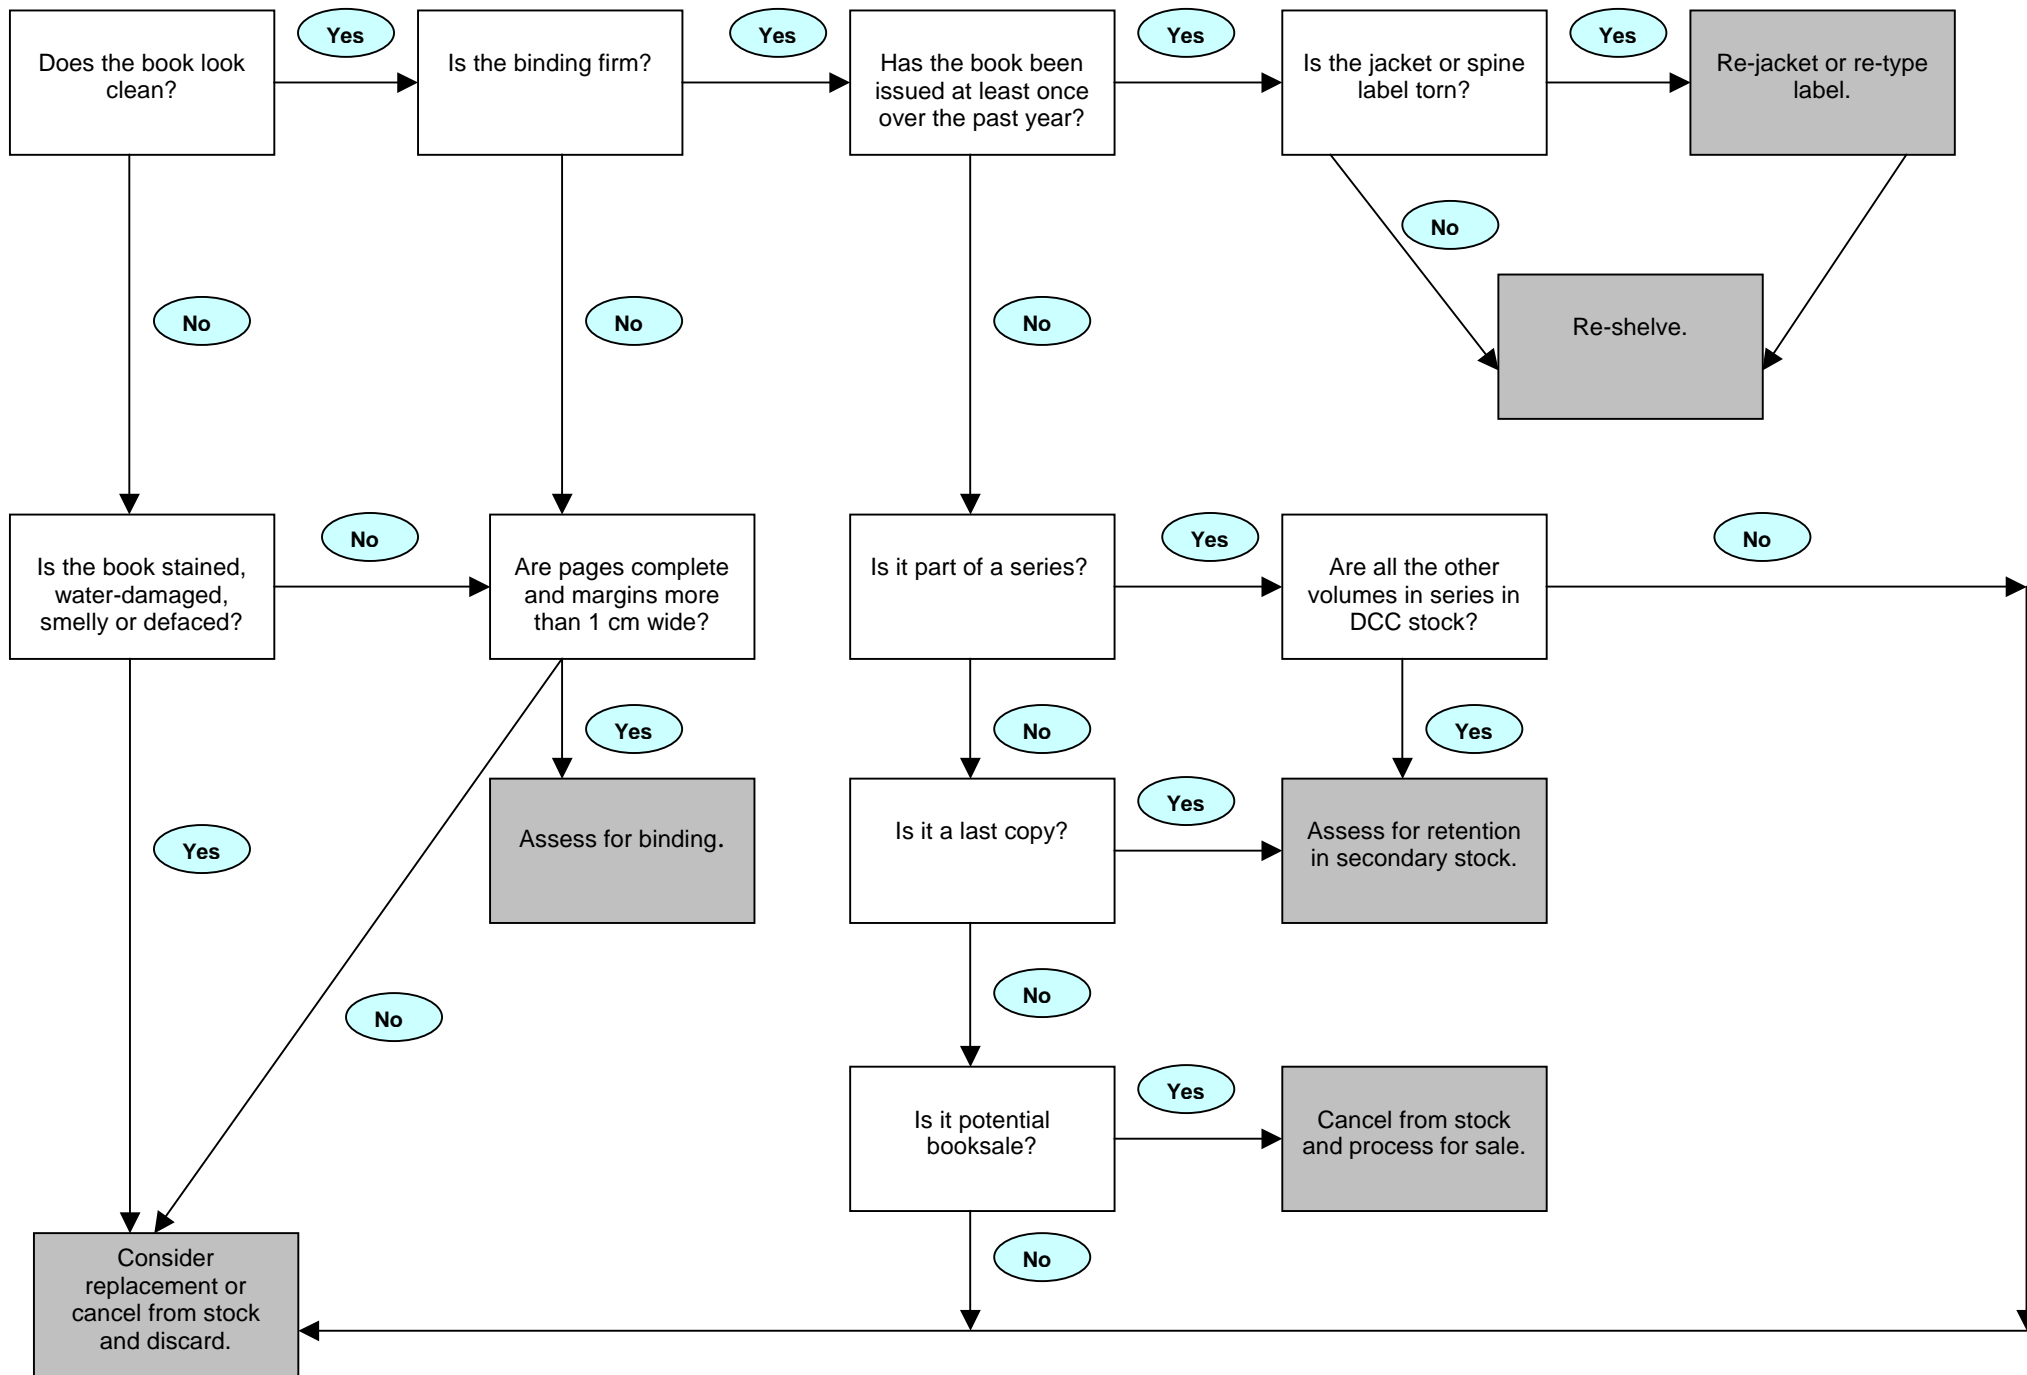 Yes
Yes
Yes
Yes
Does the book look
clean?
Is the binding firm?
Has the book been
issued at least once
over the past year?
Is the jacket or spine
label torn?
Re-jacket or re-type
label.
No
No
No
No
Re-shelve.
No
Yes
No
Is the book stained,
water-damaged,
smelly or defaced?
Are pages complete
and margins more
than 1 cm wide?
Is it part of a series?
Are all the other
volumes in series in
DCC stock?
Yes
No
Yes
Yes
Yes
Assess for binding.
Is it a last copy?
Assess for retention
in secondary stock.
No
No
Yes
Is it potential
booksale?
Cancel from stock
and process for sale.
No
Consider
replacement or
cancel from stock
and discard.